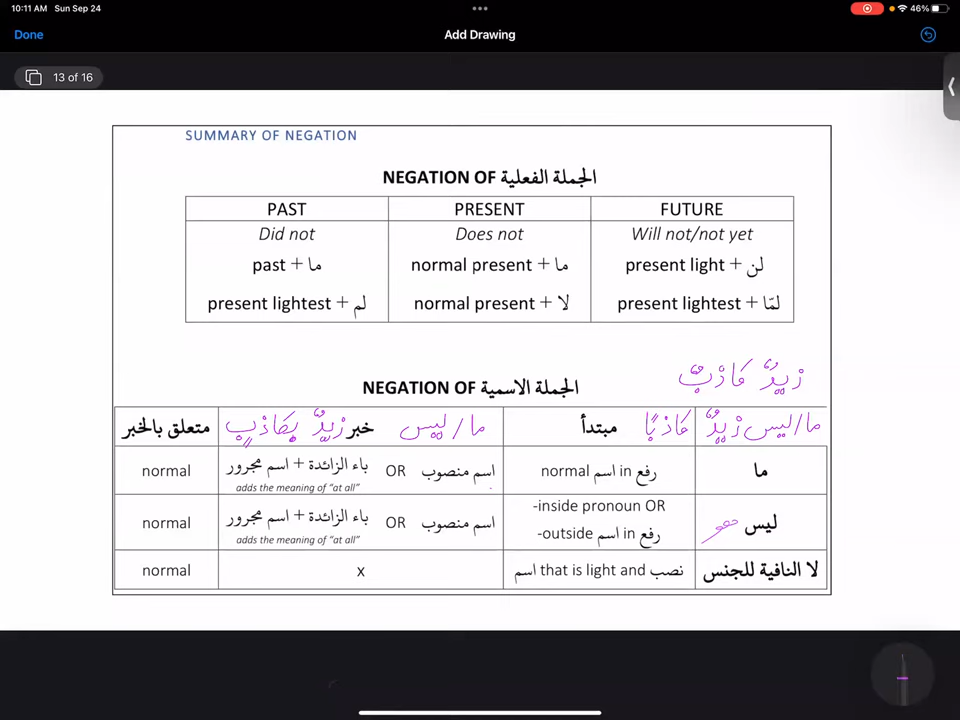 10:11 AM Sun Sep 24
46%
Done
Add Drawing
13 of 16
SUMMARY OF NEGATION
NEGATION OF الجملة الفعلية
PAST PRESENT FUTURE
Did not Does not Will not/not yet
past + ما normal present + ما present light + لن
present lightest + لم normal present + لا present lightest + لمّا
زيدٌ كاذبٌ
NEGATION OF الجملة الاسمية
ما/ليس زيدٌ كاذبًا مبتدأ ما/ليس زيدٌ بكاذبٍ خبر متعلق بالخبر
ما رفع in اسم normal اسم منصوب OR باء الزائدة + اسم مجرور normal
adds the meaning of "at all"
ليس هو -inside pronoun OR
-outside اسم in رفع اسم منصوب OR باء الزائدة + اسم مجرور normal
adds the meaning of "at all"
لا النافية للجنس اسم that is light and نصب x normal